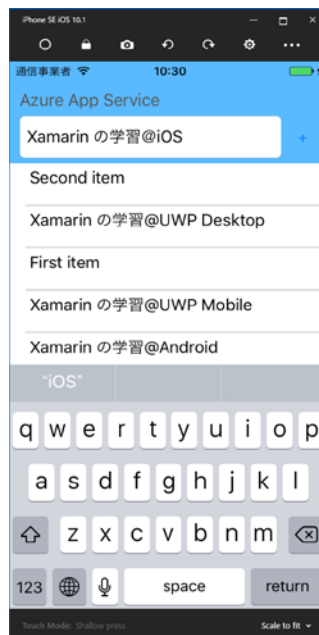 iPhone SE iOS 10.1
通信事業者 10:30
Azure App Service
Xamarin の学習@iOS +
Second item
Xamarin の学習@UWP Desktop
First item
Xamarin の学習@UWP Mobile
Xamarin の学習@Android
“iOS”
q w e r t y u i o p
a s d f g h j k l
z x c v b n m
123 space return
Touch Mode: Shallow press Scale to fit